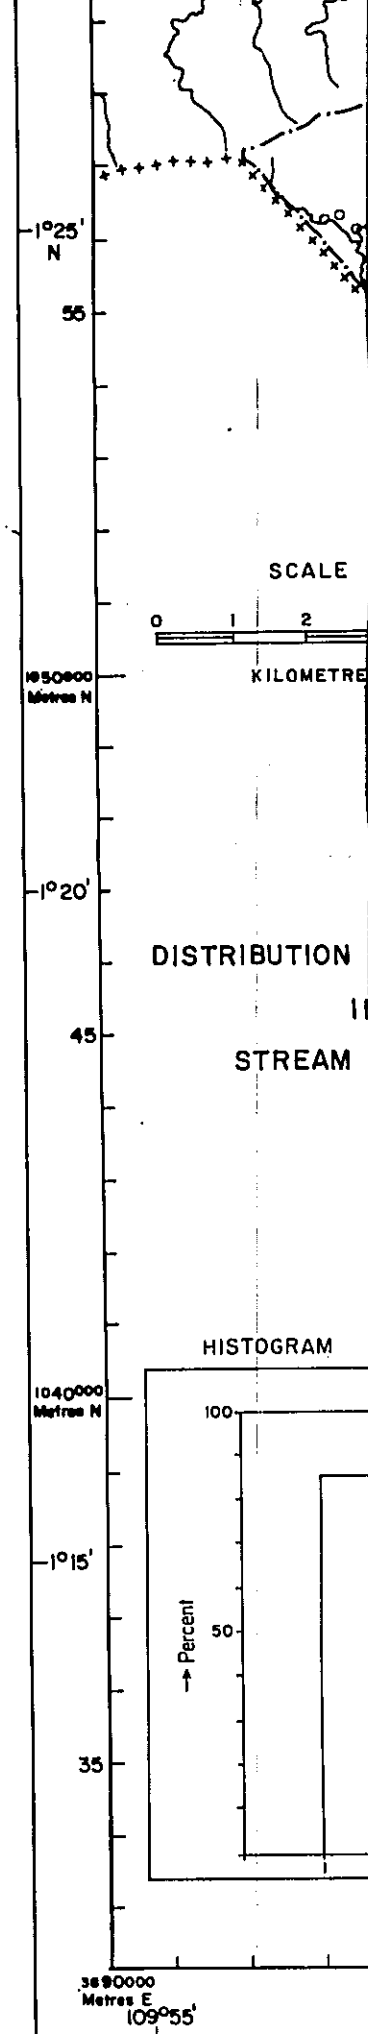 1°25'
N
55
SCALE
0 1 2
KILOMETRE
1050000
Metres N
1°20'
DISTRIBUTION
45
STREAM
HISTOGRAM
1040000
Metres N
100
1°15'
50
→ Percent
35
3690000
Metres E
109°55'